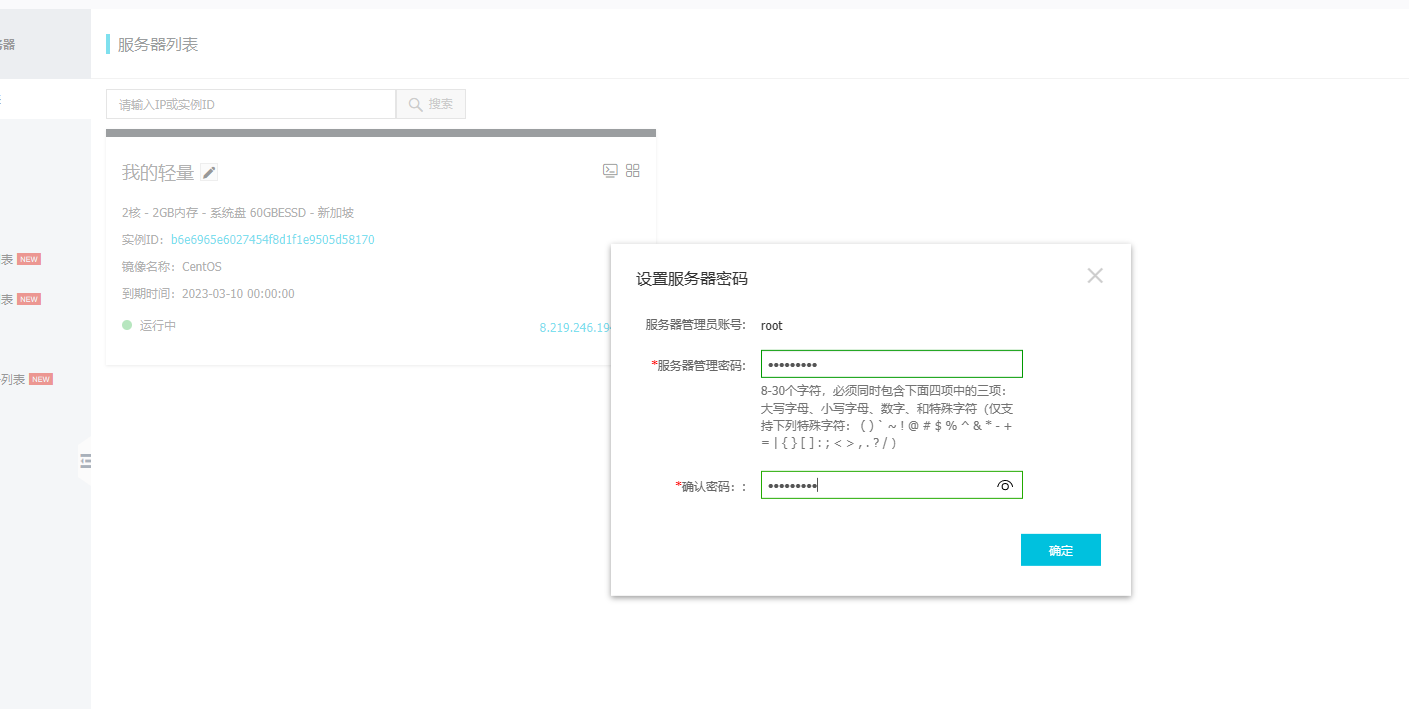 服务器列表
请输入IP或实例ID
搜索
我的轻量
2核 - 2GB内存 - 系统盘 60GBESSD - 新加坡
实例ID: b6e6965e6027454f8d1f1e9505d58170
镜像名称: CentOS
到期时间: 2023-03-10 00:00:00
运行中
8.219.246.19
表 NEW
表 NEW
列表 NEW
设置服务器密码
服务器管理员账号: root
*服务器管理密码:
8-30个字符，必须同时包含下面四项中的三项:
大写字母、小写字母、数字、和特殊字符（仅支
持下列特殊字符: ( ) ` ~ ! @ # $ % ^ & * - +
= | { } [ ] : ; < > , . ? / ）
*确认密码: :
确定